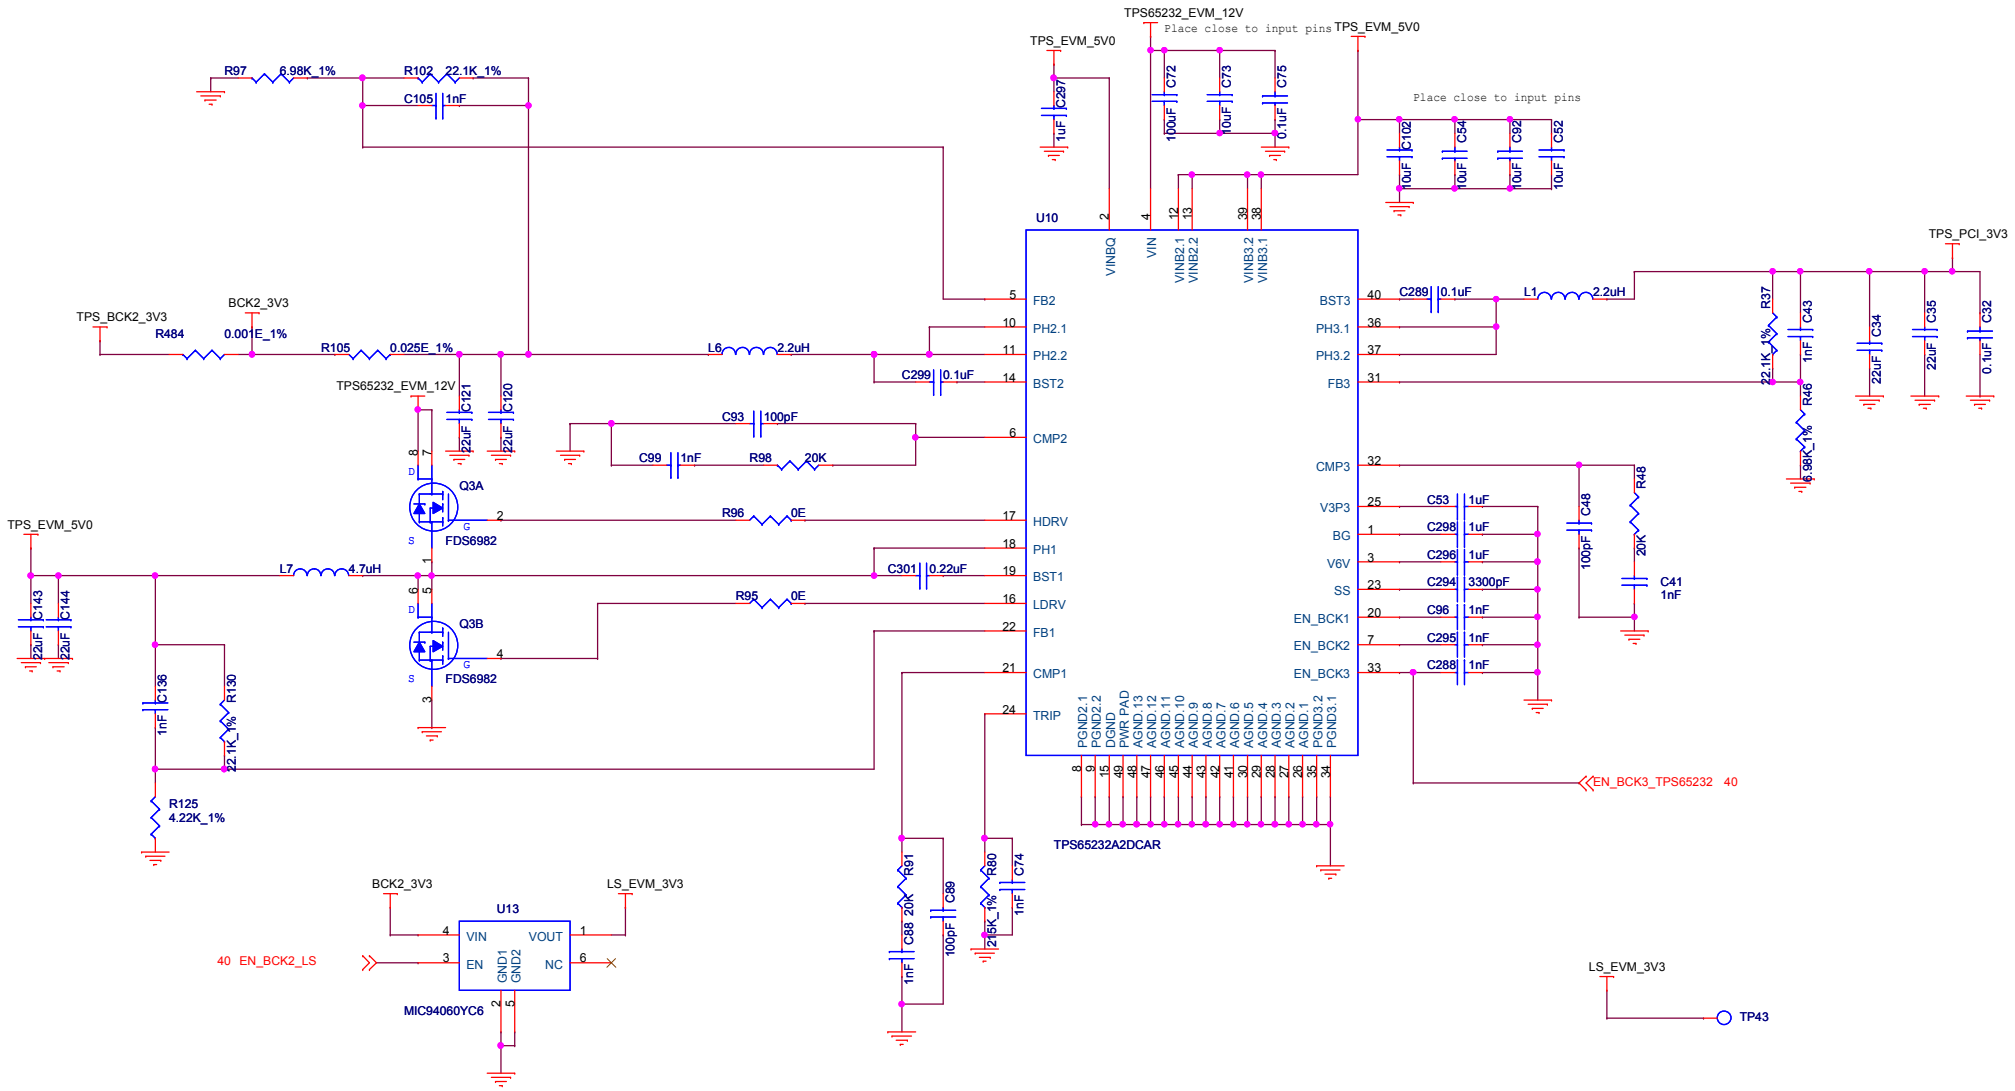 TPS65232_EVM_12V
Place close to input pins
TPS_EVM_5V0
TPS_EVM_5V0
R97 6.98K_1%
R102 22.1K_1%
C105 1nF
C297 1uF
C72 100uF
C73 10uF
C75 0.1uF
Place close to input pins
C102 10uF
C54 10uF
C92 10uF
C52 10uF
U10
2 VINBQ
4 VIN
12 VINB2.1
13 VINB2.2
39 VINB3.2
38 VINB3.1
5 FB2
10 PH2.1
11 PH2.2
14 BST2
6 CMP2
17 HDRV
18 PH1
19 BST1
16 LDRV
22 FB1
21 CMP1
24 TRIP
BST3 40
PH3.1 36
PH3.2 37
FB3 31
CMP3 32
V3P3 25
BG 1
V6V 3
SS 23
EN_BCK1 20
EN_BCK2 7
EN_BCK3 33
PGND2.1 8
PGND2.2 9
DGND 15
PWR PAD 49
AGND.13 48
AGND.12 47
AGND.11 46
AGND.10 45
AGND.9 44
AGND.8 43
AGND.7 42
AGND.6 41
AGND.5 30
AGND.4 29
AGND.3 28
AGND.2 27
AGND.1 26
PGND3.2 35
PGND3.1 34
TPS65232A2DCAR
TPS_PCI_3V3
C289 0.1uF
L1 2.2uH
R37 22.1K_1%
C43 1nF
C34 22uF
C35 22uF
C32 0.1uF
R46 6.98K_1%
C53 1uF
C298 1uF
C296 1uF
C294 3300pF
C96 1nF
C295 1nF
C288 1nF
C48 100pF
R48 20K
C41
1nF
EN_BCK3_TPS65232 40
TPS_BCK2_3V3
BCK2_3V3
R484 0.001E_1%
R105 0.025E_1%
L6 2.2uH
C299 0.1uF
TPS65232_EVM_12V
C121 22uF
C120 22uF
C93 100pF
C99 1nF
R98 20K
8 7
D
Q3A
2
G
S
FDS6982
1
R96 0E
TPS_EVM_5V0
L7 4.7uH
C301 0.22uF
R95 0E
6 5
D
Q3B
4
G
S
FDS6982
3
C143 22uF
C144 22uF
C136 1nF
R130 22.1K_1%
R125
4.22K_1%
R91 20K
C88 1nF
C89 100pF
R80 215K_1%
C74 1nF
BCK2_3V3
LS_EVM_3V3
U13
4 VIN
VOUT 1
40 EN_BCK2_LS
3 EN
NC 6
GND1 2
GND2 5
MIC94060YC6
LS_EVM_3V3
TP43